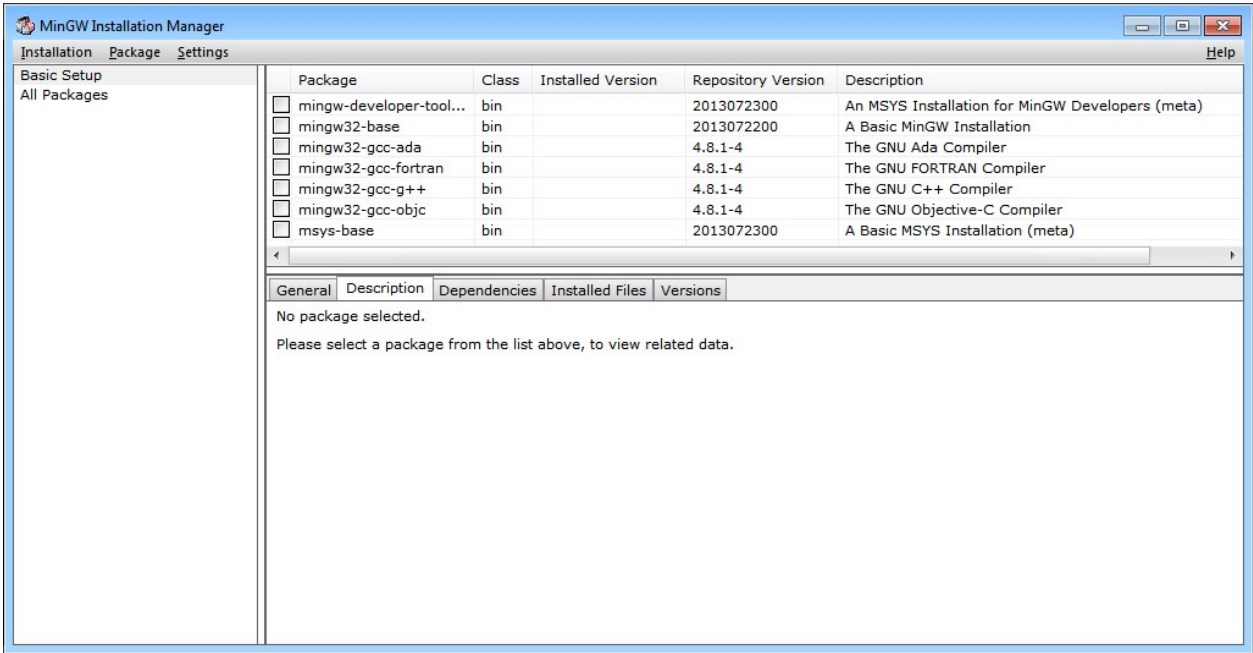 MinGW Installation Manager
Installation Package Settings Help
Basic Setup
All Packages
Package Class Installed Version Repository Version Description
mingw-developer-tool... bin 2013072300 An MSYS Installation for MinGW Developers (meta)
mingw32-base bin 2013072200 A Basic MinGW Installation
mingw32-gcc-ada bin 4.8.1-4 The GNU Ada Compiler
mingw32-gcc-fortran bin 4.8.1-4 The GNU FORTRAN Compiler
mingw32-gcc-g++ bin 4.8.1-4 The GNU C++ Compiler
mingw32-gcc-objc bin 4.8.1-4 The GNU Objective-C Compiler
msys-base bin 2013072300 A Basic MSYS Installation (meta)
General Description Dependencies Installed Files Versions
No package selected.
Please select a package from the list above, to view related data.